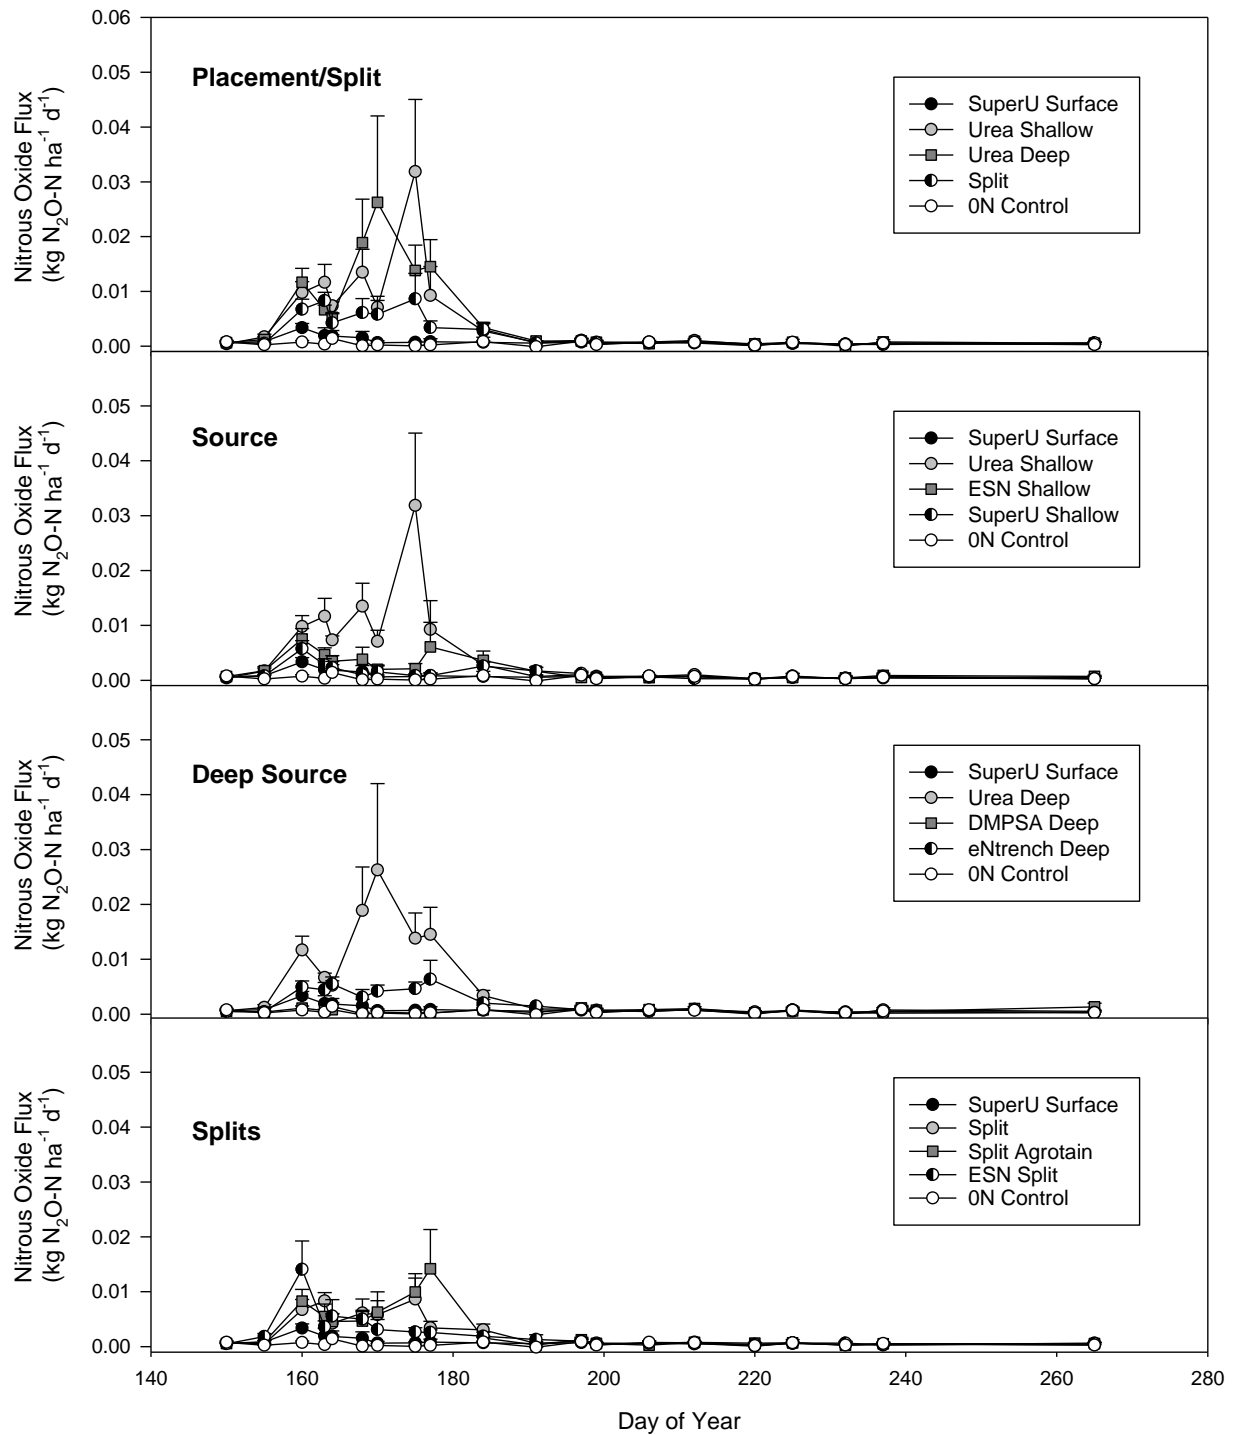 0.06
0.05
0.04
0.03
0.02
0.01
0.00
Nitrous Oxide Flux
(kg N2O-N ha-1 d-1)
Placement/Split
SuperU Surface
Urea Shallow
Urea Deep
Split
0N Control
0.05
0.04
0.03
0.02
0.01
0.00
Nitrous Oxide Flux
(kg N2O-N ha-1 d-1)
Source
SuperU Surface
Urea Shallow
ESN Shallow
SuperU Shallow
0N Control
0.05
0.04
0.03
0.02
0.01
0.00
Nitrous Oxide Flux
(kg N2O-N ha-1 d-1)
Deep Source
SuperU Surface
Urea Deep
DMPSA Deep
eNtrench Deep
0N Control
0.05
0.04
0.03
0.02
0.01
0.00
Nitrous Oxide Flux
(kg N2O-N ha-1 d-1)
Splits
SuperU Surface
Split
Split Agrotain
ESN Split
0N Control
140 160 180 200 220 240 260 280
Day of Year